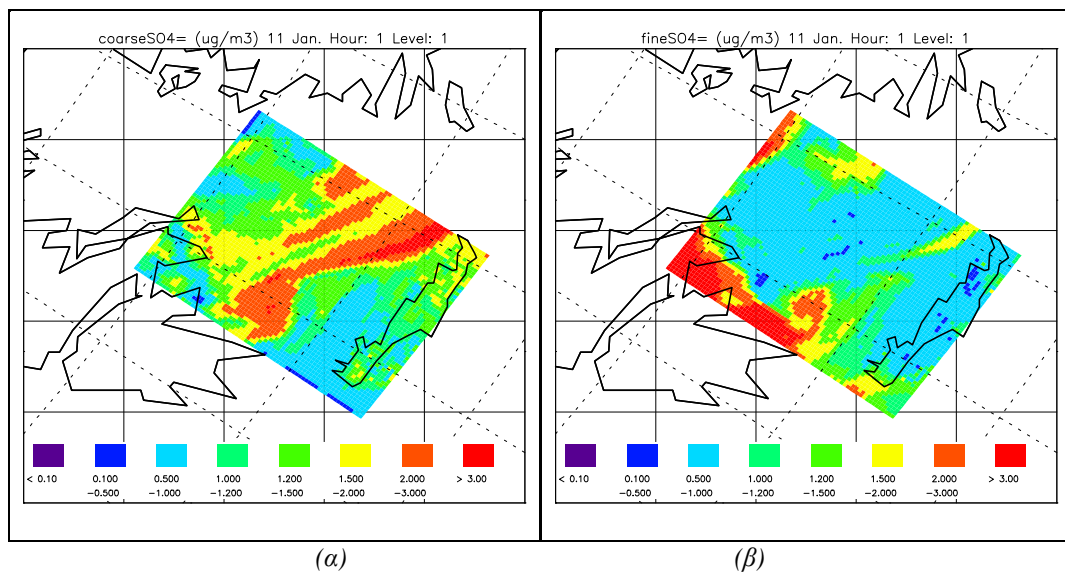 coarseSO4= (ug/m3) 11 Jan. Hour: 1 Level: 1
< 0.10 0.100 0.500 1.000 1.200 1.500 2.000 > 3.00
-0.500 -1.000 -1.200 -1.500 -2.000 -3.000
(α)
fineSO4= (ug/m3) 11 Jan. Hour: 1 Level: 1
< 0.10 0.100 0.500 1.000 1.200 1.500 2.000 > 3.00
-0.500 -1.000 -1.200 -1.500 -2.000 -3.000
(β)